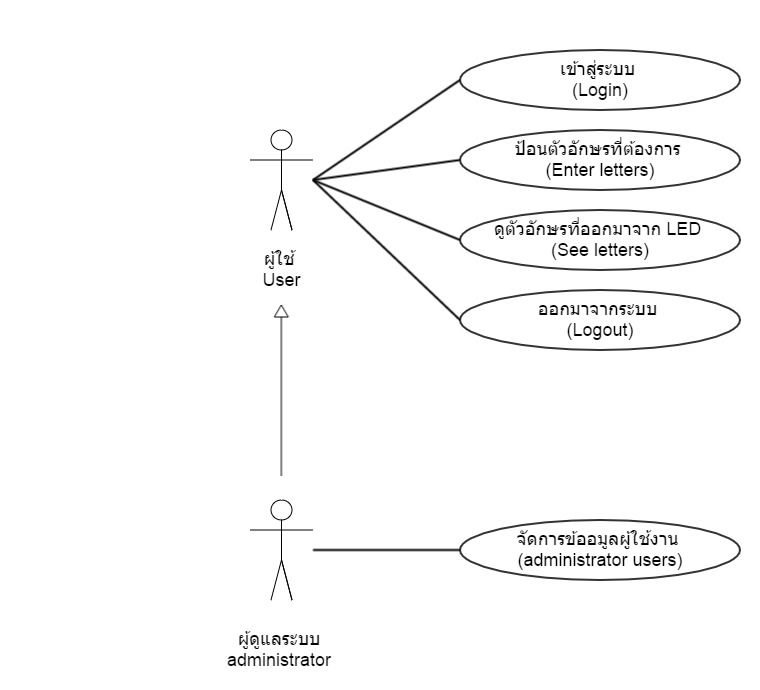 เข้าสู่ระบบ
(Login)
ป้อนตัวอักษรที่ต้องการ
(Enter letters)
ดูตัวอักษรที่ออกมาจาก LED
(See letters)
ออกมาจากระบบ
(Logout)
ผู้ใช้
User
จัดการข้ออมูลผู้ใช้งาน
(administrator users)
ผู้ดูแลระบบ
administrator